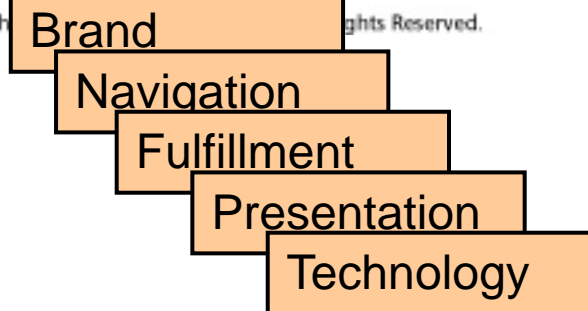 Brand
ghts Reserved.
Navigation
Fulfillment
Presentation
Technology